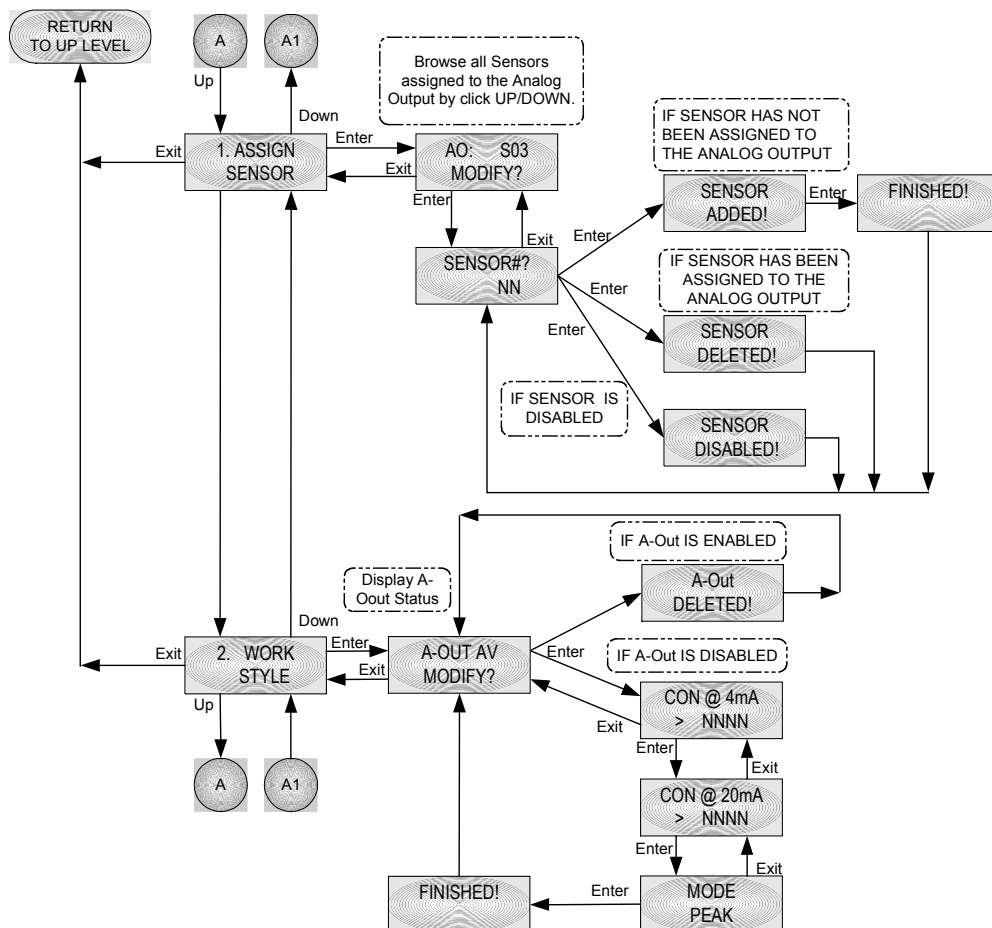 RETURN
TO UP LEVEL
A
A1
Up
Down
Browse all Sensors
assigned to the Analog
Output by click UP/DOWN.
IF SENSOR HAS NOT
BEEN ASSIGNED TO
THE ANALOG OUTPUT
Exit
1. ASSIGN
SENSOR
Enter
Exit
AO: S03
MODIFY?
Enter
Exit
SENSOR#?
NN
Enter
Enter
Enter
SENSOR
ADDED!
Enter
FINISHED!
IF SENSOR HAS BEEN
ASSIGNED TO THE
ANALOG OUTPUT
SENSOR
DELETED!
IF SENSOR IS
DISABLED
SENSOR
DISABLED!
IF A-Out IS ENABLED
Display A-
Oout Status
A-Out
DELETED!
Down
Exit
2. WORK
STYLE
Enter
Exit
A-OUT AV
MODIFY?
Enter
IF A-Out IS DISABLED
Exit
CON @ 4mA
> NNNN
Up
Enter
Exit
A
A1
CON @ 20mA
> NNNN
Enter
Exit
FINISHED!
Enter
MODE
PEAK